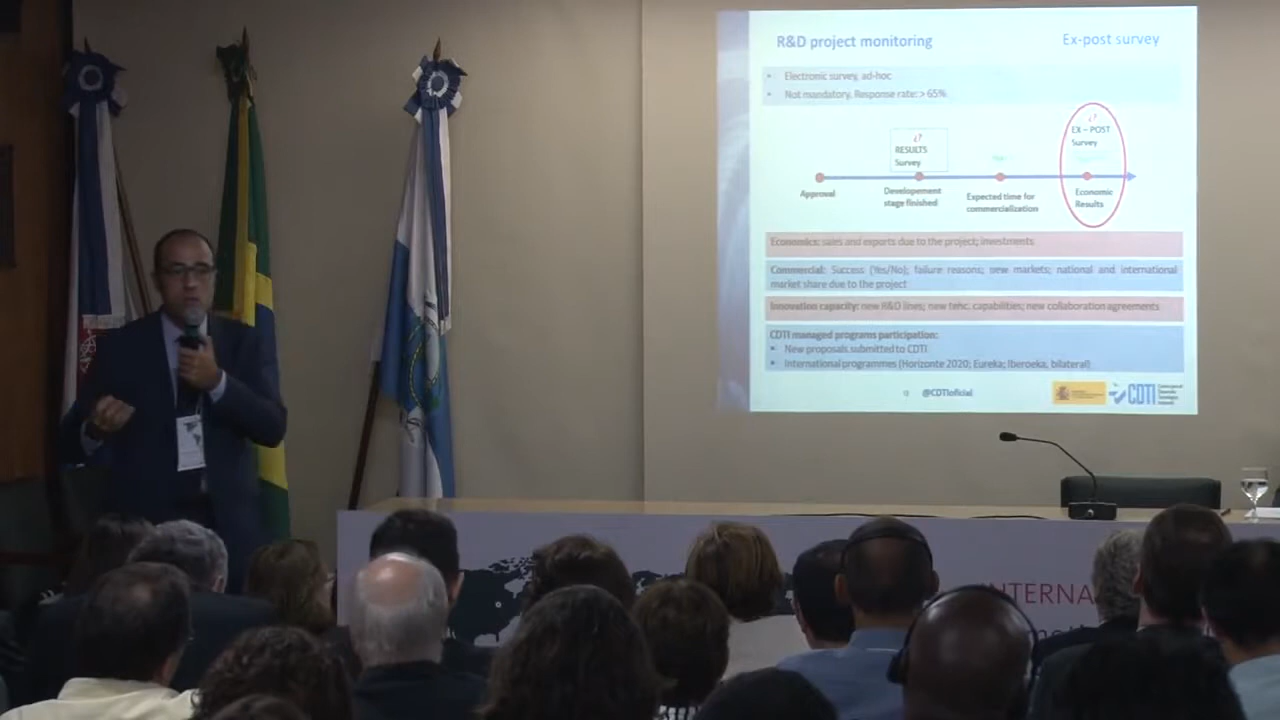 R&D project monitoring
Ex-post survey
• Electronic survey, ad-hoc
• Not mandatory, Response rate: > 65%
RESULTS
Survey
EX – POST
Survey
Approval
Developement
stage finished
Expected time for
commercialization
Economic
Results
Economics: sales and exports due to the project; investments
Commercial: Success (Yes/No); failure reasons; new markets; national and international
market share due to the project
Innovation capacity: new R&D lines; new tehc. capabilities; new collaboration agreements
CDTI managed programs participation:
• New proposals submitted to CDTI
• International programmes (Horizonte 2020; Eureka; Iberoeka, bilateral)
@CDTIoficial
CDTI
INTERNA